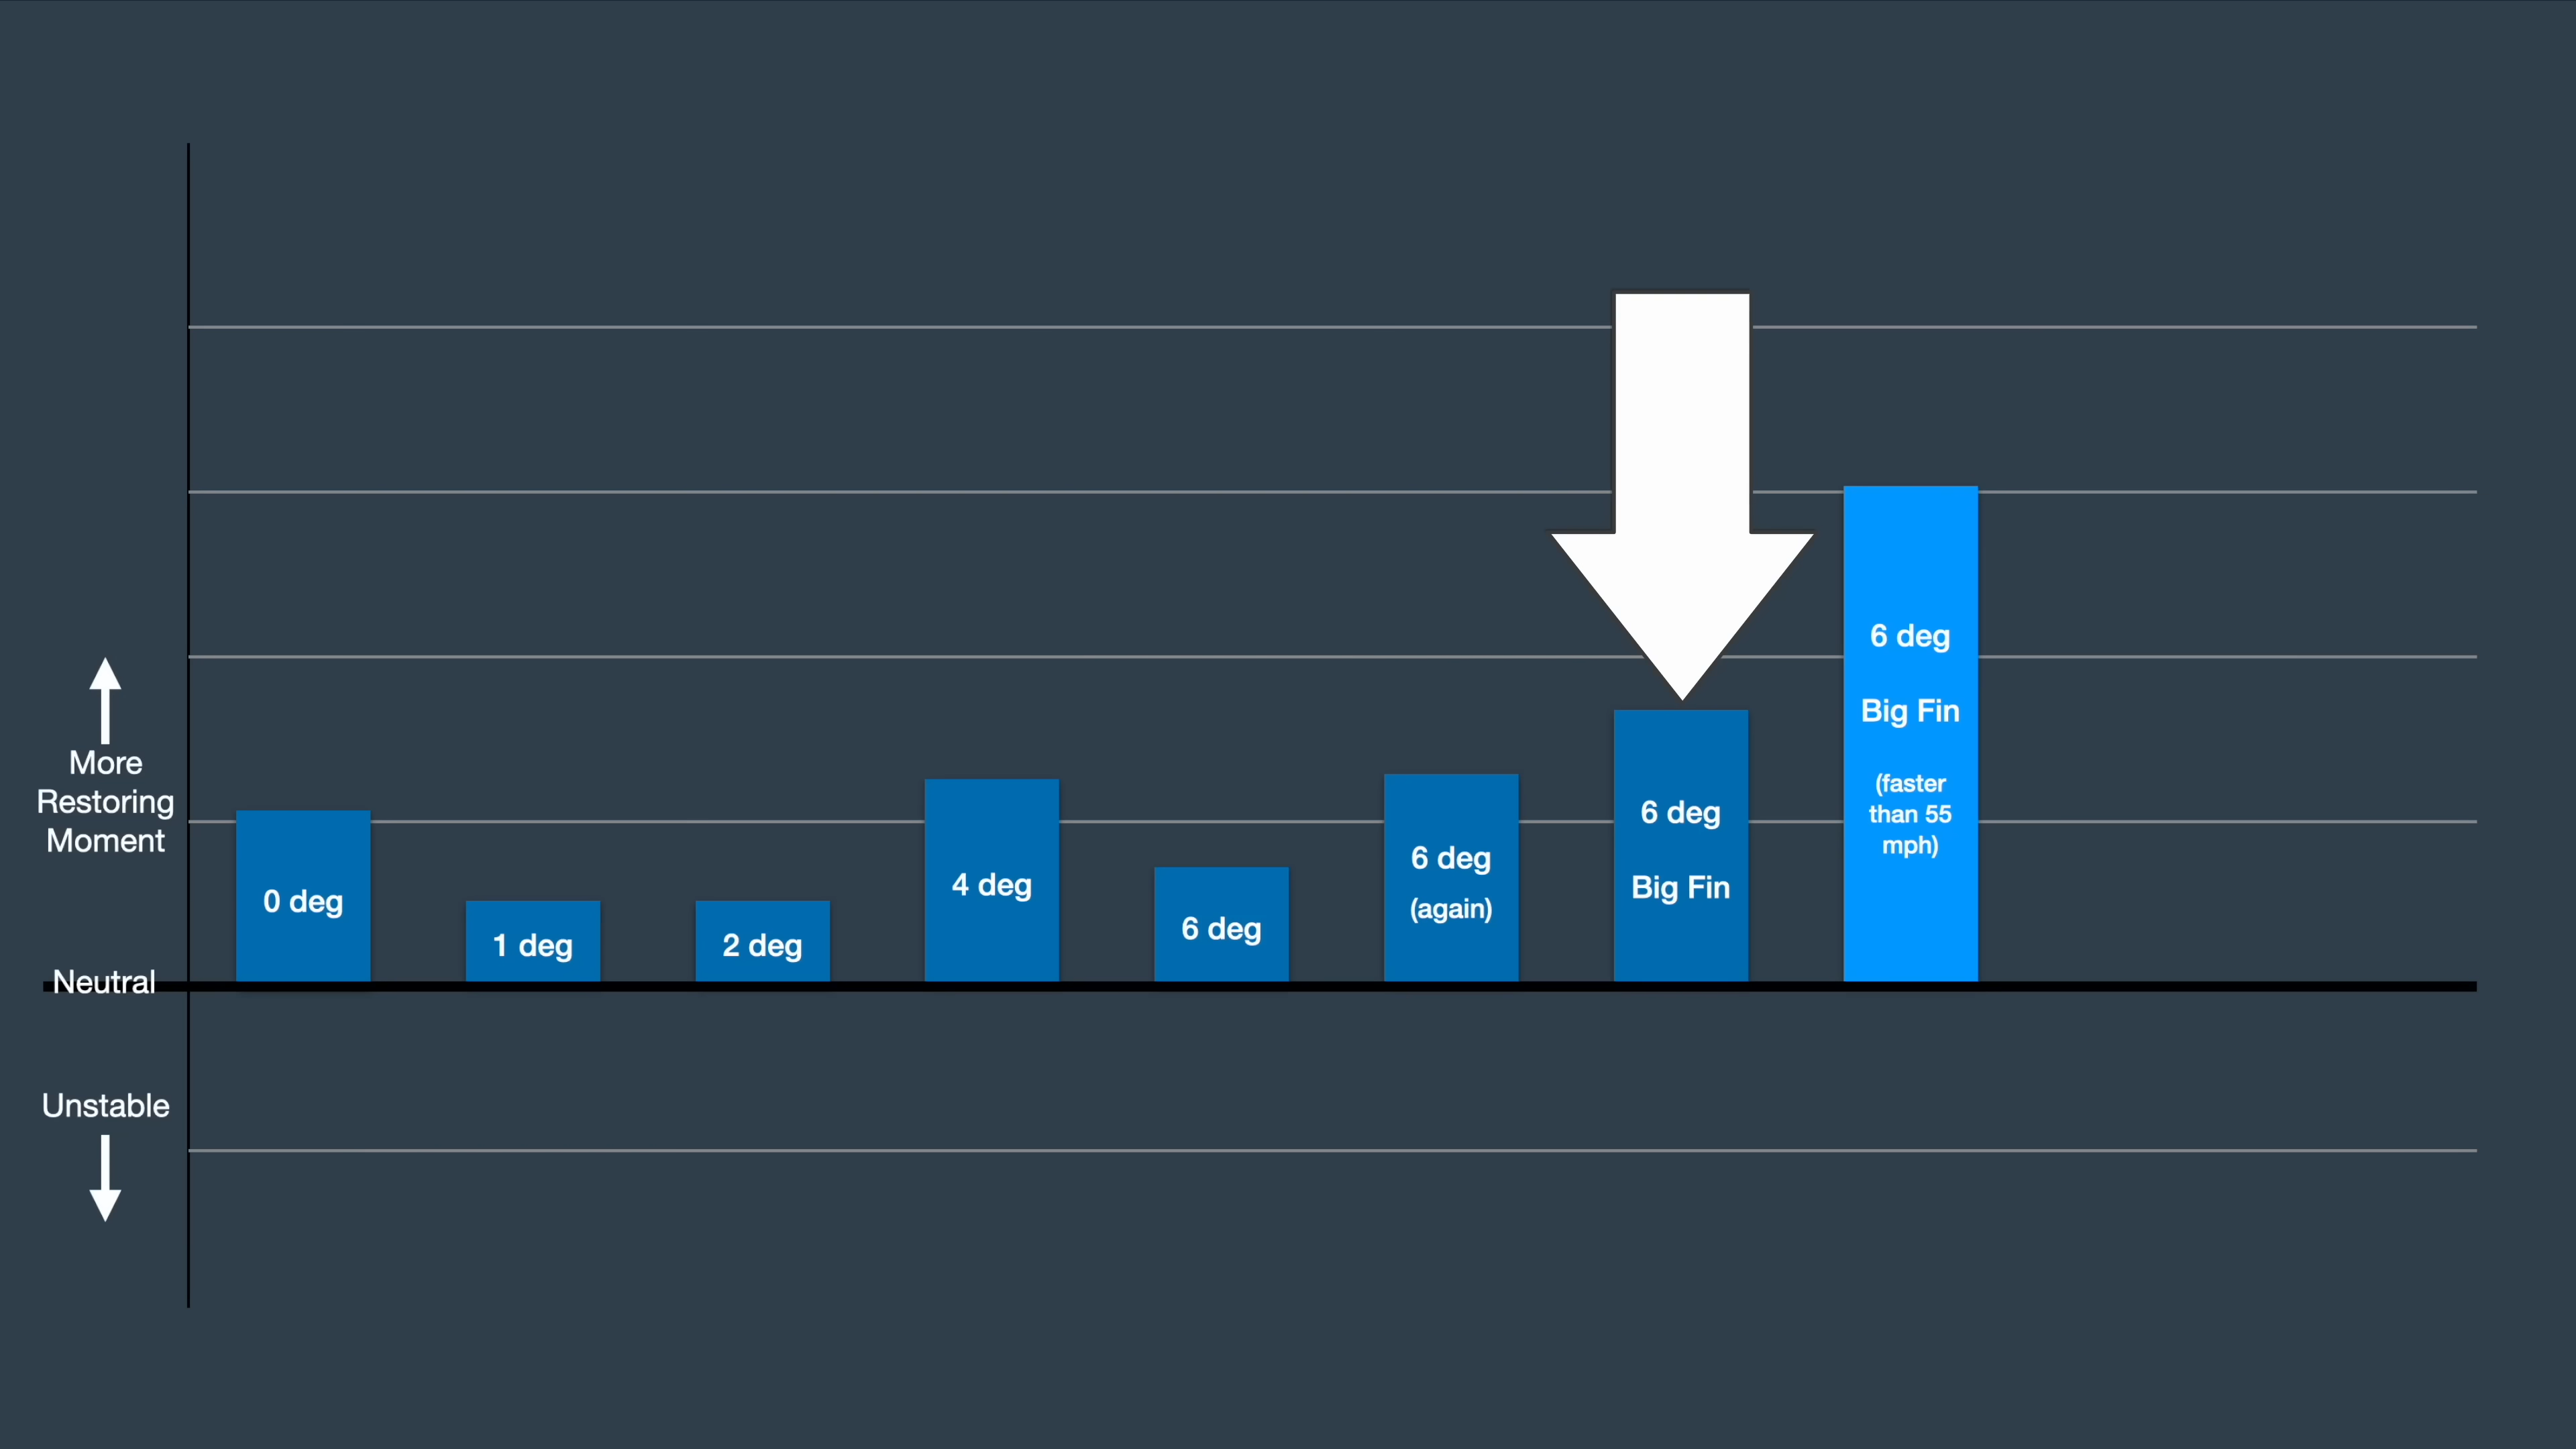 More
Restoring
Moment
Neutral
Unstable
0 deg
1 deg
2 deg
4 deg
6 deg
6 deg
(again)
6 deg
Big Fin
6 deg
Big Fin
(faster
than 55
mph)